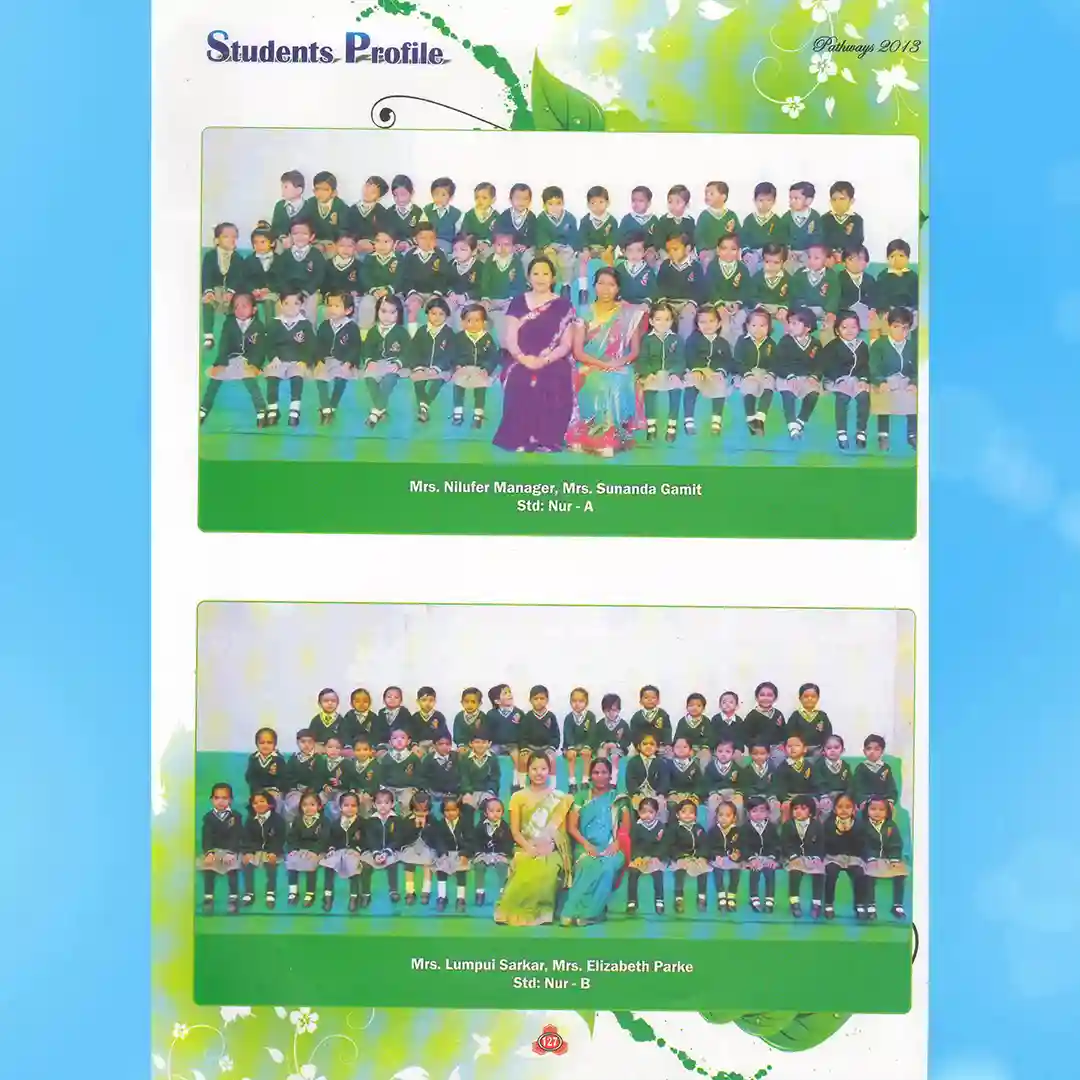 Students Profile
Pathways 2013
Mrs. Nilufer Manager, Mrs. Sunanda Gamit
Std: Nur - A
Mrs. Lumpui Sarkar, Mrs. Elizabeth Parke
Std: Nur - B
127